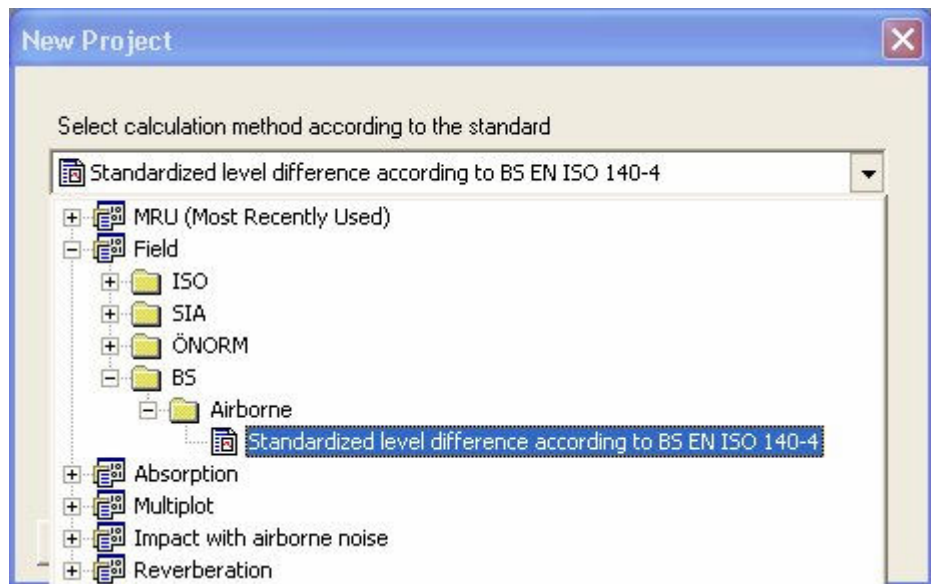 New Project
Select calculation method according to the standard
Standardized level difference according to BS EN ISO 140-4
MRU (Most Recently Used)
Field
ISO
SIA
ÖNORM
BS
Airborne
Standardized level difference according to BS EN ISO 140-4
Absorption
Multiplot
Impact with airborne noise
Reverberation